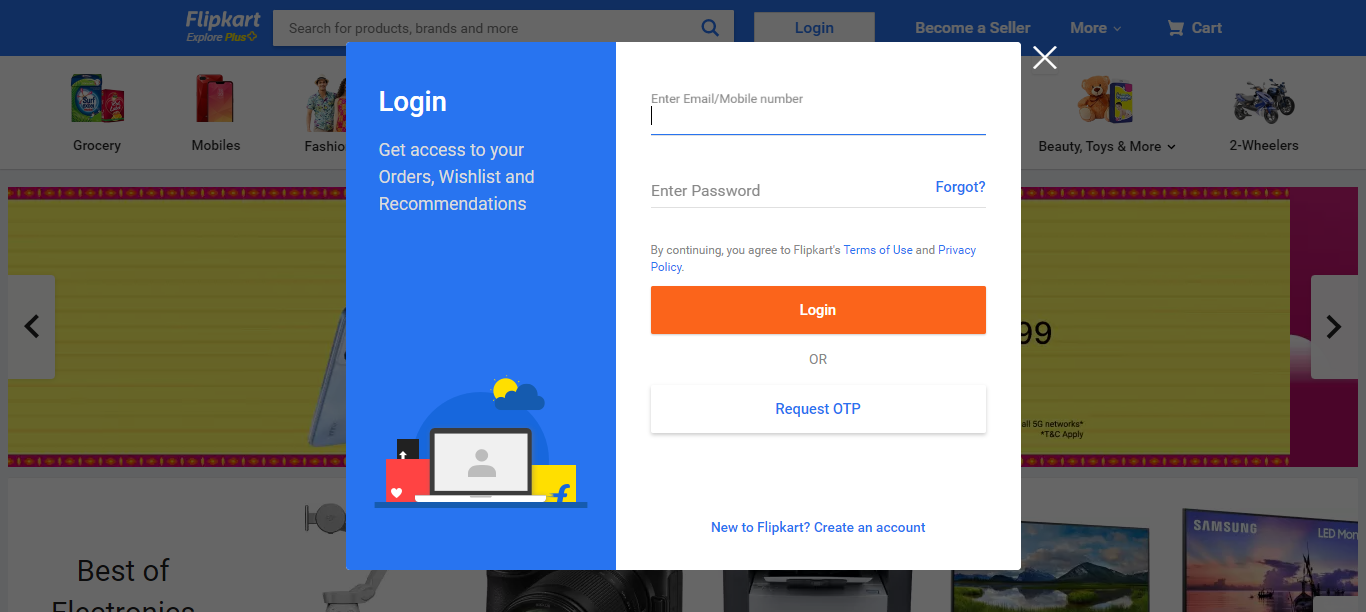 Flipkart
Explore Plus
Search for products, brands and more
Login
Become a Seller
More
Cart
Grocery
Mobiles
Fashio
Beauty, Toys & More
2-Wheelers
Login
Get access to your
Orders, Wishlist and
Recommendations
Enter Email/Mobile number
Enter Password
Forgot?
By continuing, you agree to Flipkart's Terms of Use and Privacy
Policy.
Login
OR
Request OTP
New to Flipkart? Create an account
99
all 5G networks*
*T&C Apply
Best of
Electronics
SAMSUNG
LED Mon